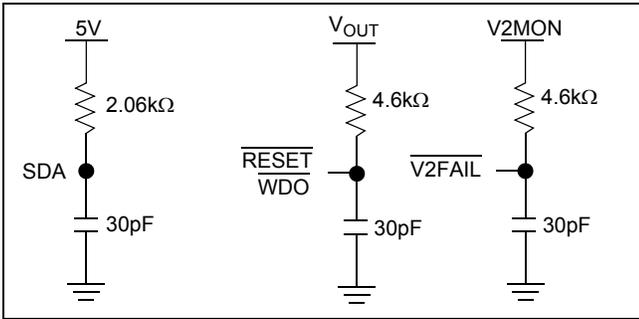 5V
2.06kΩ
SDA
30pF
VOUT
4.6kΩ
RESET
WDO
30pF
V2MON
4.6kΩ
V2FAIL
30pF